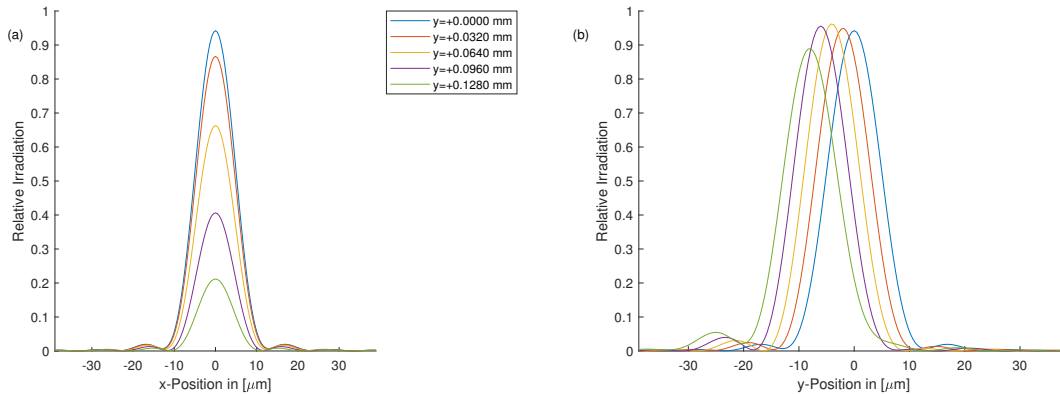 (a)
Relative Irradiation
1
0.9
0.8
0.7
0.6
0.5
0.4
0.3
0.2
0.1
0
-30 -20 -10 0 10 20 30
x-Position in [μm]
y=+0.0000 mm
y=+0.0320 mm
y=+0.0640 mm
y=+0.0960 mm
y=+0.1280 mm
(b)
Relative Irradiation
1
0.9
0.8
0.7
0.6
0.5
0.4
0.3
0.2
0.1
0
-30 -20 -10 0 10 20 30
y-Position in [μm]